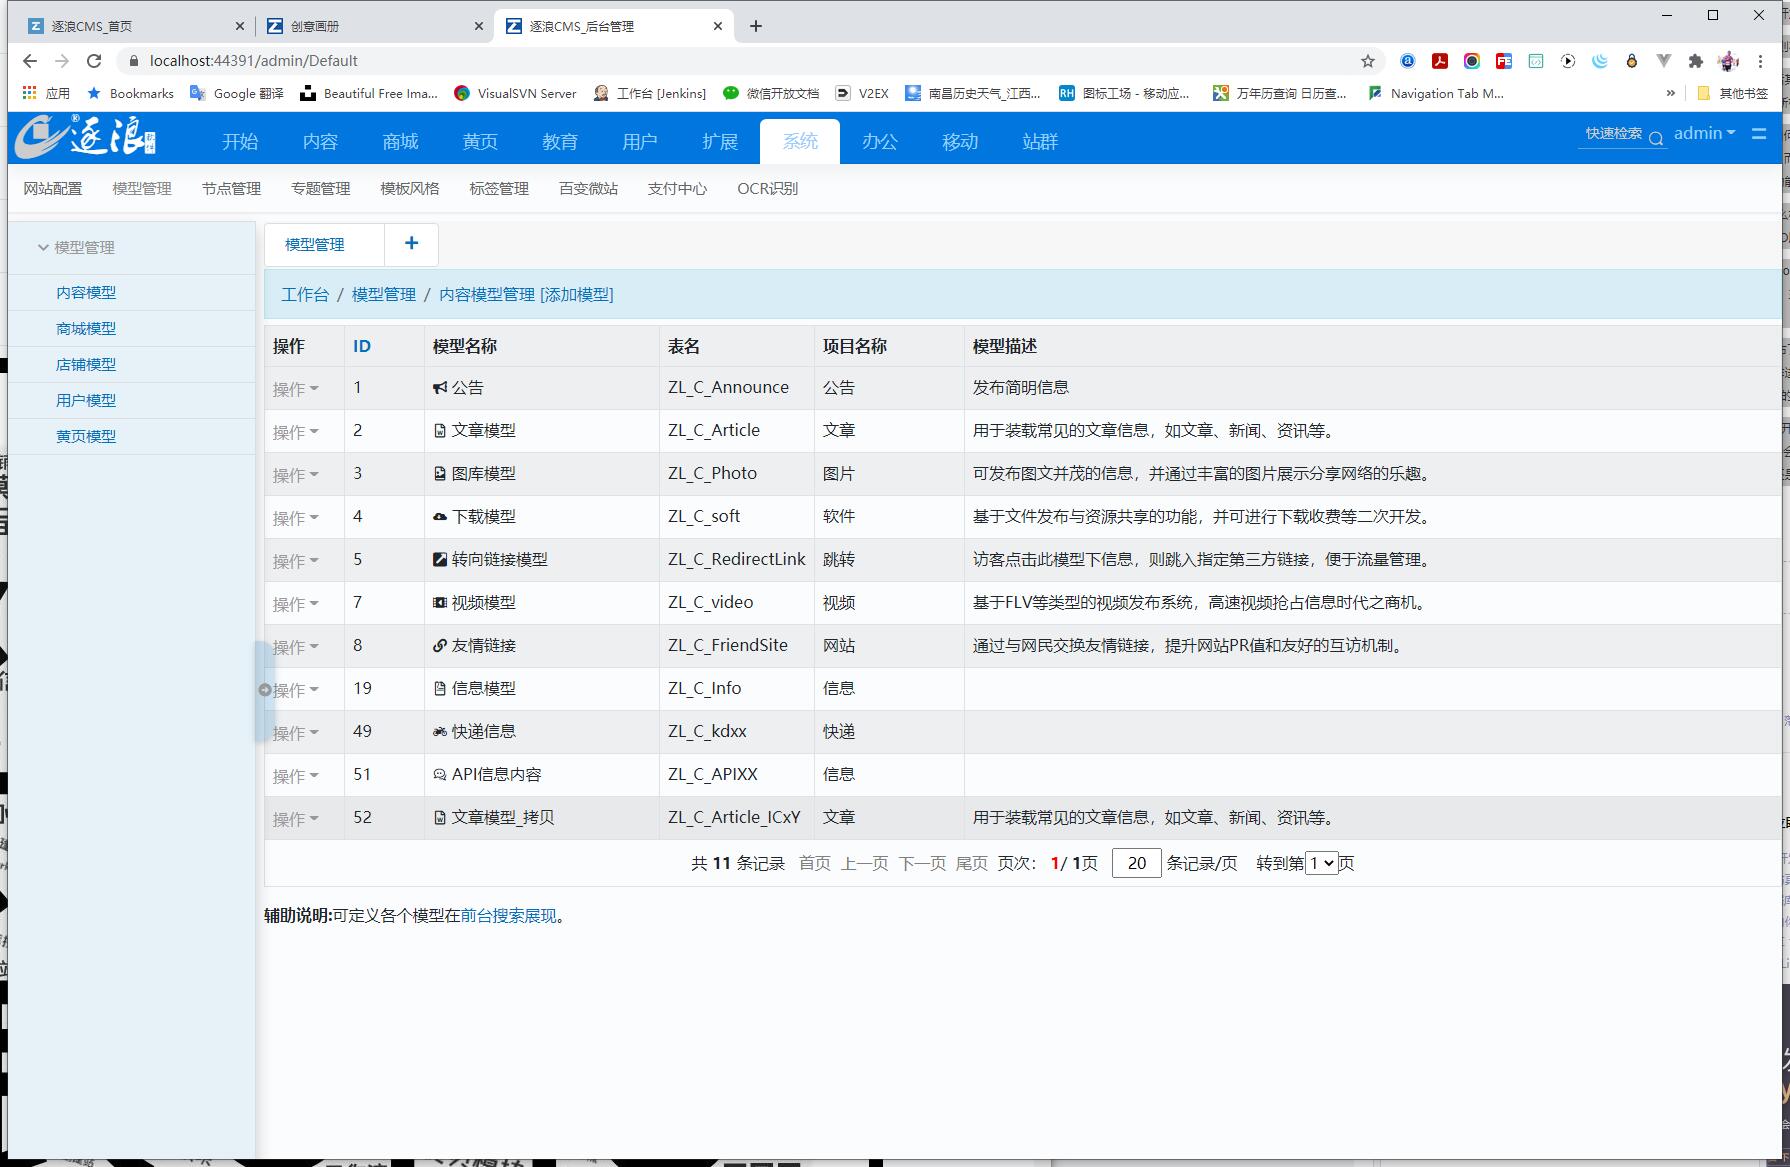 逐浪CMS_首页
创意画册
逐浪CMS_后台管理
localhost:44391/admin/Default
应用
Bookmarks
Google 翻译
Beautiful Free Ima...
VisualSVN Server
工作台 [Jenkins]
微信开发文档
V2EX
南昌历史天气_江西...
图标工场 - 移动应...
万年历查询 日历查...
Navigation Tab M...
»
其他书签
逐浪
开始
内容
商城
黄页
教育
用户
扩展
系统
办公
移动
站群
快速检索
admin
网站配置
模型管理
节点管理
专题管理
模板风格
标签管理
百变微站
支付中心
OCR识别
模型管理
内容模型
商城模型
店铺模型
用户模型
黄页模型
模型管理
+
工作台 / 模型管理 / 内容模型管理 [添加模型]
操作 ID 模型名称 表名 项目名称 模型描述
操作 1 公告 ZL_C_Announce 公告 发布简明信息
操作 2 文章模型 ZL_C_Article 文章 用于装载常见的文章信息，如文章、新闻、资讯等。
操作 3 图库模型 ZL_C_Photo 图片 可发布图文并茂的信息，并通过丰富的图片展示分享网络的乐趣。
操作 4 下载模型 ZL_C_soft 软件 基于文件发布与资源共享的功能，并可进行下载收费等二次开发。
操作 5 转向链接模型 ZL_C_RedirectLink 跳转 访客点击此模型下信息，则跳入指定第三方链接，便于流量管理。
操作 7 视频模型 ZL_C_video 视频 基于FLV等类型的视频发布系统，高速视频抢占信息时代之商机。
操作 8 友情链接 ZL_C_FriendSite 网站 通过与网民交换友情链接，提升网站PR值和友好的互访机制。
操作 19 信息模型 ZL_C_Info 信息
操作 49 快递信息 ZL_C_kdxx 快递
操作 51 API信息内容 ZL_C_APIXX 信息
操作 52 文章模型_拷贝 ZL_C_Article_ICxY 文章 用于装载常见的文章信息，如文章、新闻、资讯等。
共 11 条记录 首页 上一页 下一页 尾页 页次：1/ 1页 20 条记录/页 转到第1页
辅助说明:可定义各个模型在前台搜索展现。